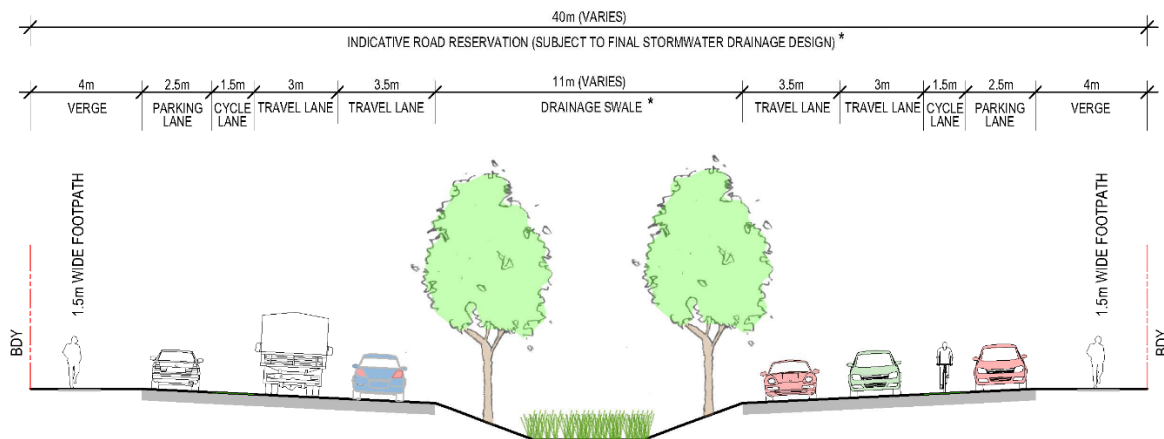 40m (VARIES)
INDICATIVE ROAD RESERVATION (SUBJECT TO FINAL STORMWATER DRAINAGE DESIGN) *
4m
2.5m
1.5m
3m
3.5m
11m (VARIES)
3.5m
3m
1.5m
2.5m
4m
VERGE
PARKING
LANE
CYCLE
LANE
TRAVEL LANE
TRAVEL LANE
DRAINAGE SWALE *
TRAVEL LANE
TRAVEL LANE
CYCLE
LANE
PARKING
LANE
VERGE
1.5m WIDE FOOTPATH
1.5m WIDE FOOTPATH
BDY
BDY